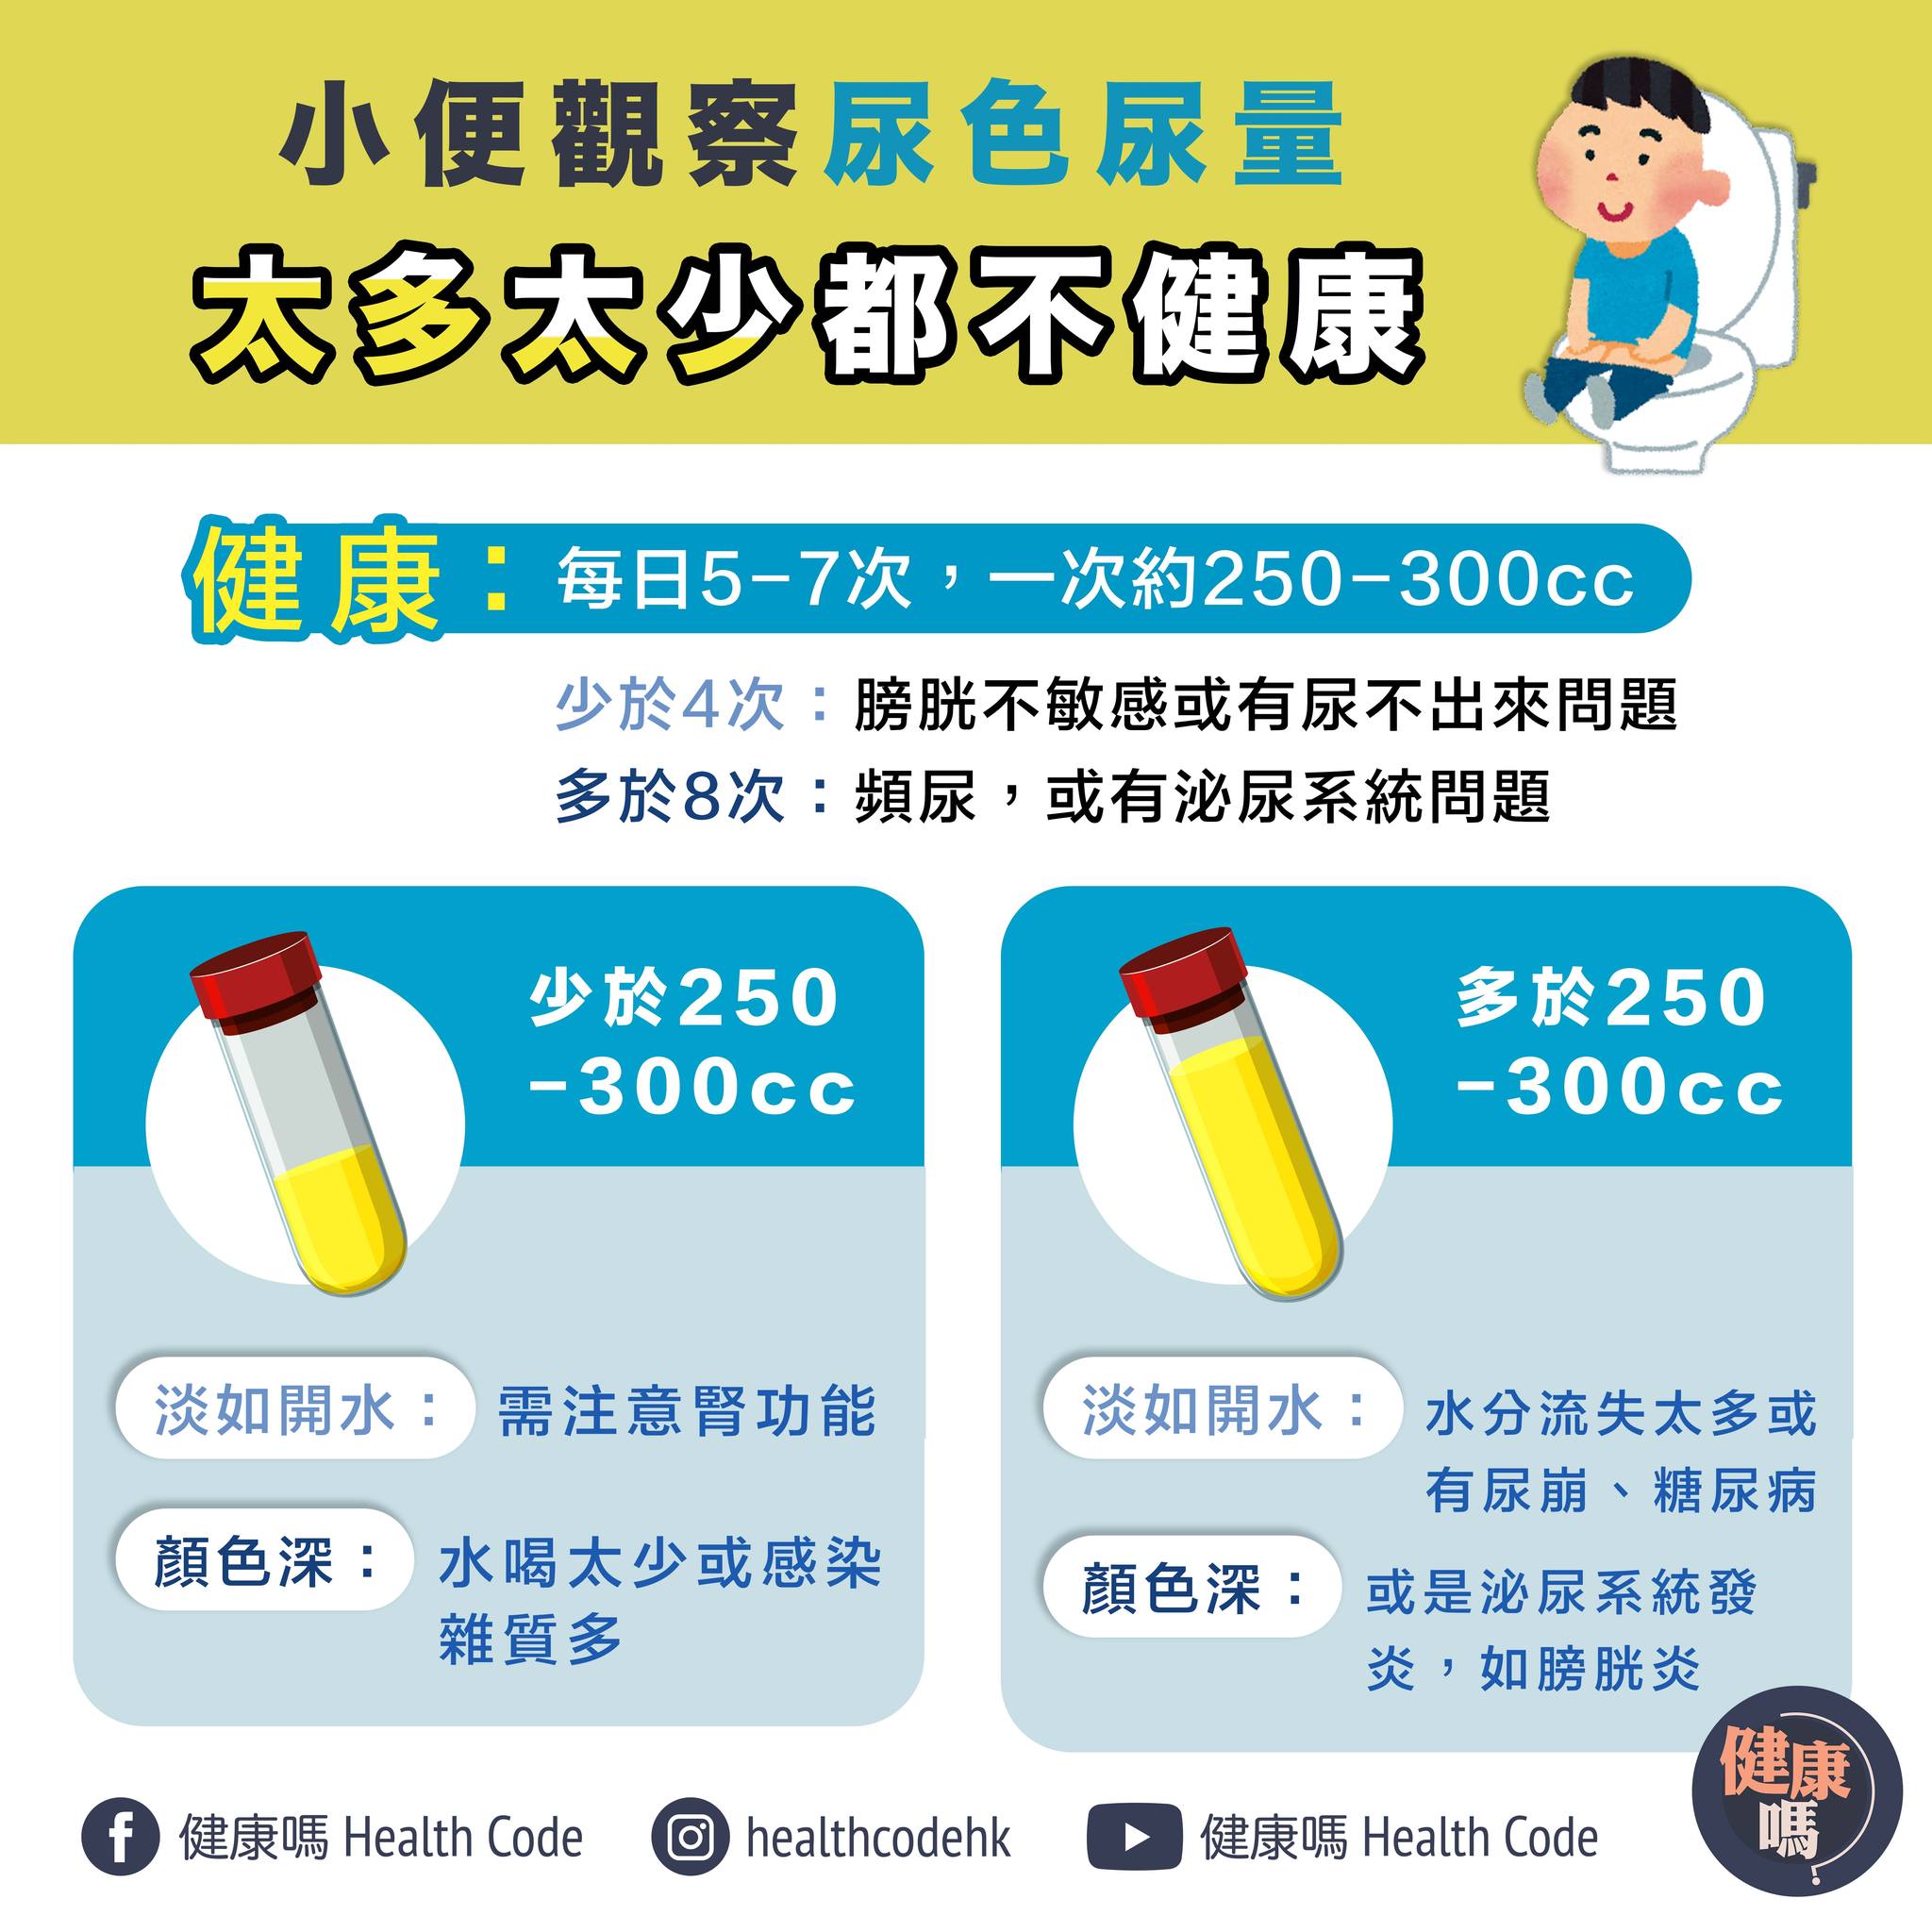 小便觀察尿色尿量
太多太少都不健康
健康：每日5-7次，一次約250-300cc
少於4次：膀胱不敏感或有尿不出來問題
多於8次：頻尿，或有泌尿系統問題
少於250
-300cc
淡如開水：需注意腎功能
顏色深：水喝太少或感染
雜質多
多於250
-300cc
淡如開水：水分流失太多或
有尿崩、糖尿病
顏色深：或是泌尿系統發
炎，如膀胱炎
健康嗎 Health Code
healthcodehk
健康嗎 Health Code
健康
嗎